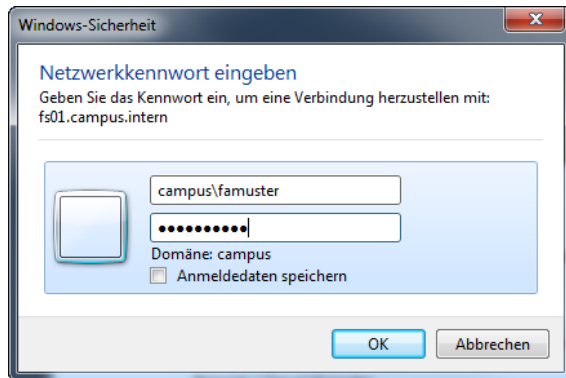 Windows-Sicherheit
Netzwerkkennwort eingeben
Geben Sie das Kennwort ein, um eine Verbindung herzustellen mit:
fs01.campus.intern
campus\famuster
●●●●●●●●●●
Domäne: campus
Anmeldedaten speichern
OK
Abbrechen